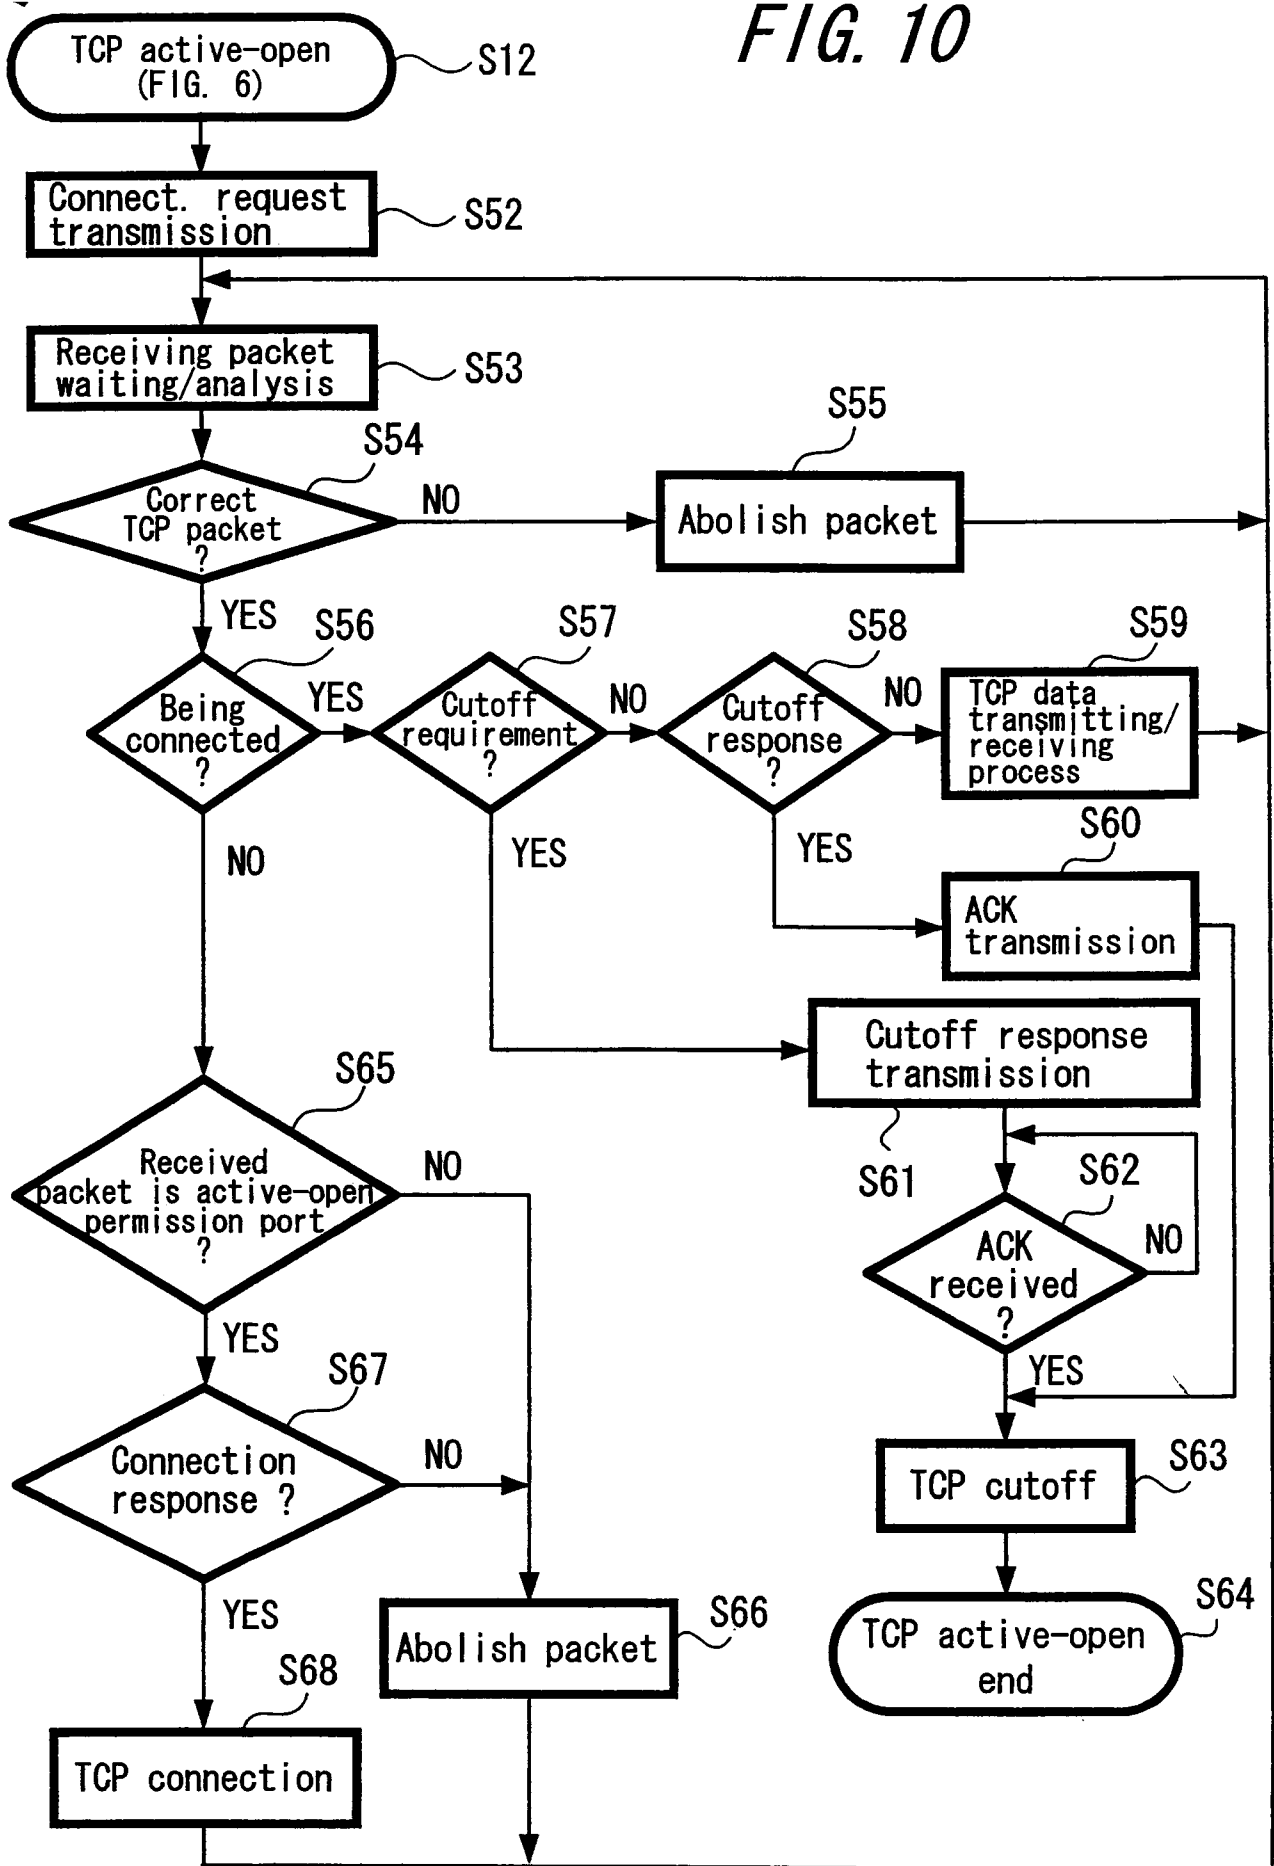 FIG. 10
TCP active-open
(FIG. 6)
S12
Connect. request
transmission
S52
Receiving packet
waiting/analysis
S53
S54
Correct
TCP packet
?
NO
S55
Abolish packet
YES
S56
Being
connected
?
YES
S57
Cutoff
requirement
?
NO
S58
Cutoff
response
?
NO
S59
TCP data
transmitting/
receiving
process
NO
YES
YES
S60
ACK
transmission
Cutoff response
transmission
S61
S62
ACK
received
?
NO
YES
S65
Received
packet is active-open
permission port
?
NO
YES
S67
Connection
response ?
NO
S63
TCP cutoff
YES
S66
Abolish packet
S64
TCP active-open
end
S68
TCP connection